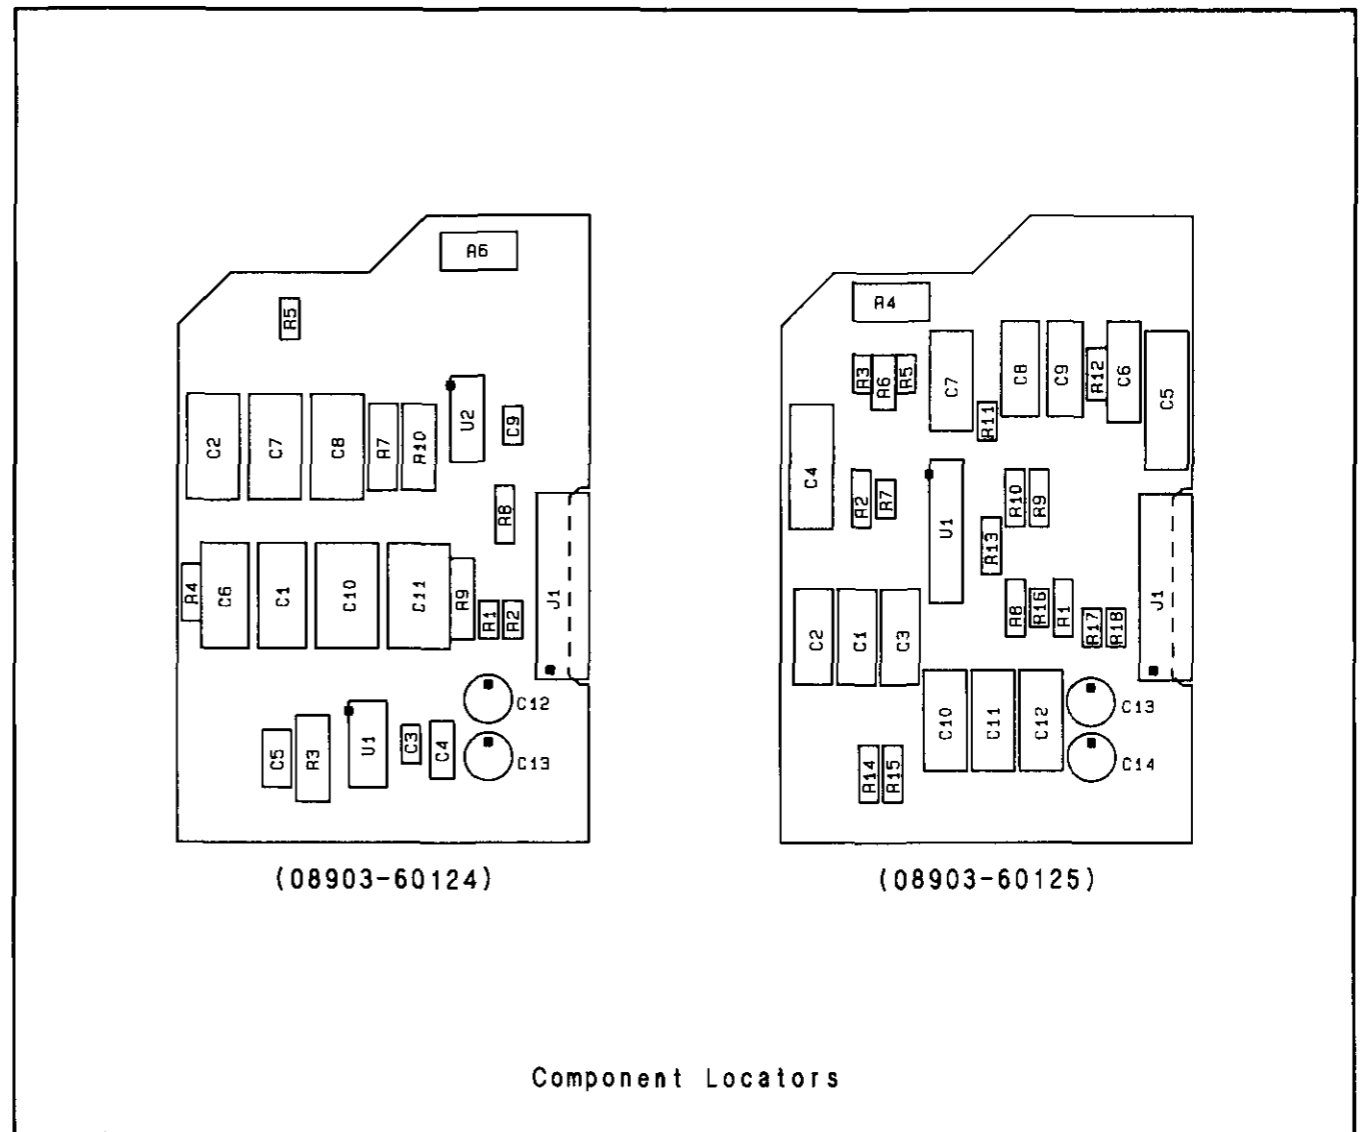 R6
R5
C2
C7
C8
R7
R10
U2
C9
R8
R4
C6
C1
C10
C11
R9
R1
R2
J1
C12
C5
R3
U1
C3
C4
C13
(08903-60124)
R4
R3
R6
R5
C7
C8
C9
R12
C6
C5
R11
C4
R2
R7
U1
R10
R9
R13
C2
C1
C3
R8
R16
R1
R17
R18
J1
C10
C11
C12
C13
C14
R14
R15
(08903-60125)
Component Locators